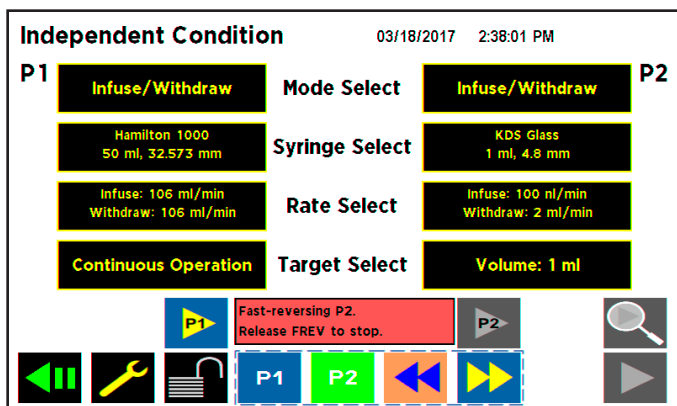 Independent Condition
03/18/2017 2:38:01 PM
P1
P2
Infuse/Withdraw
Mode Select
Infuse/Withdraw
Hamilton 1000
50 ml, 32.573 mm
Syringe Select
KDS Glass
1 ml, 4.8 mm
Infuse: 106 ml/min
Withdraw: 106 ml/min
Rate Select
Infuse: 100 nl/min
Withdraw: 2 ml/min
Continuous Operation
Target Select
Volume: 1 ml
P1
Fast-reversing P2.
Release FREV to stop.
P2
P1
P2